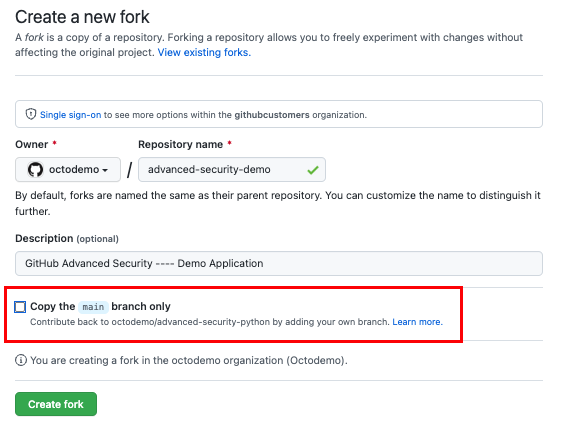 Create a new fork
A fork is a copy of a repository. Forking a repository allows you to freely experiment with changes without
affecting the original project. View existing forks.
Single sign-on to see more options within the githubcustomers organization.
Owner * Repository name *
octodemo / advanced-security-demo
By default, forks are named the same as their parent repository. You can customize the name to distinguish it
further.
Description (optional)
GitHub Advanced Security ---- Demo Application
Copy the main branch only
Contribute back to octodemo/advanced-security-python by adding your own branch. Learn more.
You are creating a fork in the octodemo organization (Octodemo).
Create fork